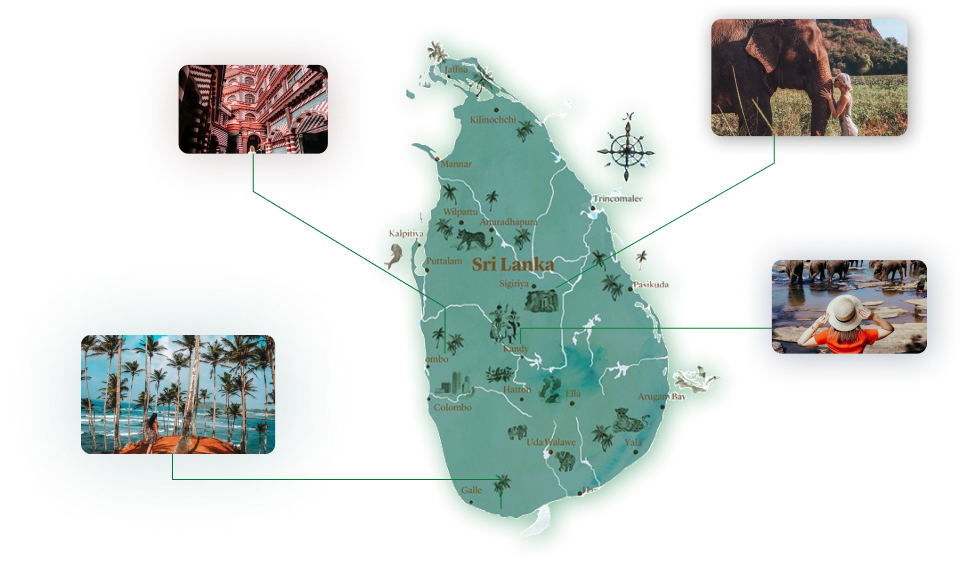 Jaffna
Kilinochchi
Mannar
Trincomalee
Wilpattu
Anuradhapura
Kalpitiya
Puttalam
Sri Lanka
Sigiriya
Pasikuda
Kandy
ombo
Hatton
Ella
Arugam Bay
Colombo
Uda Walawe
Yala
Galle